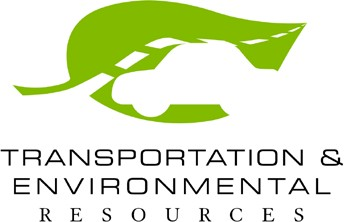 TRANSPORTATION &
ENVIRONMENTAL
RESOURCES